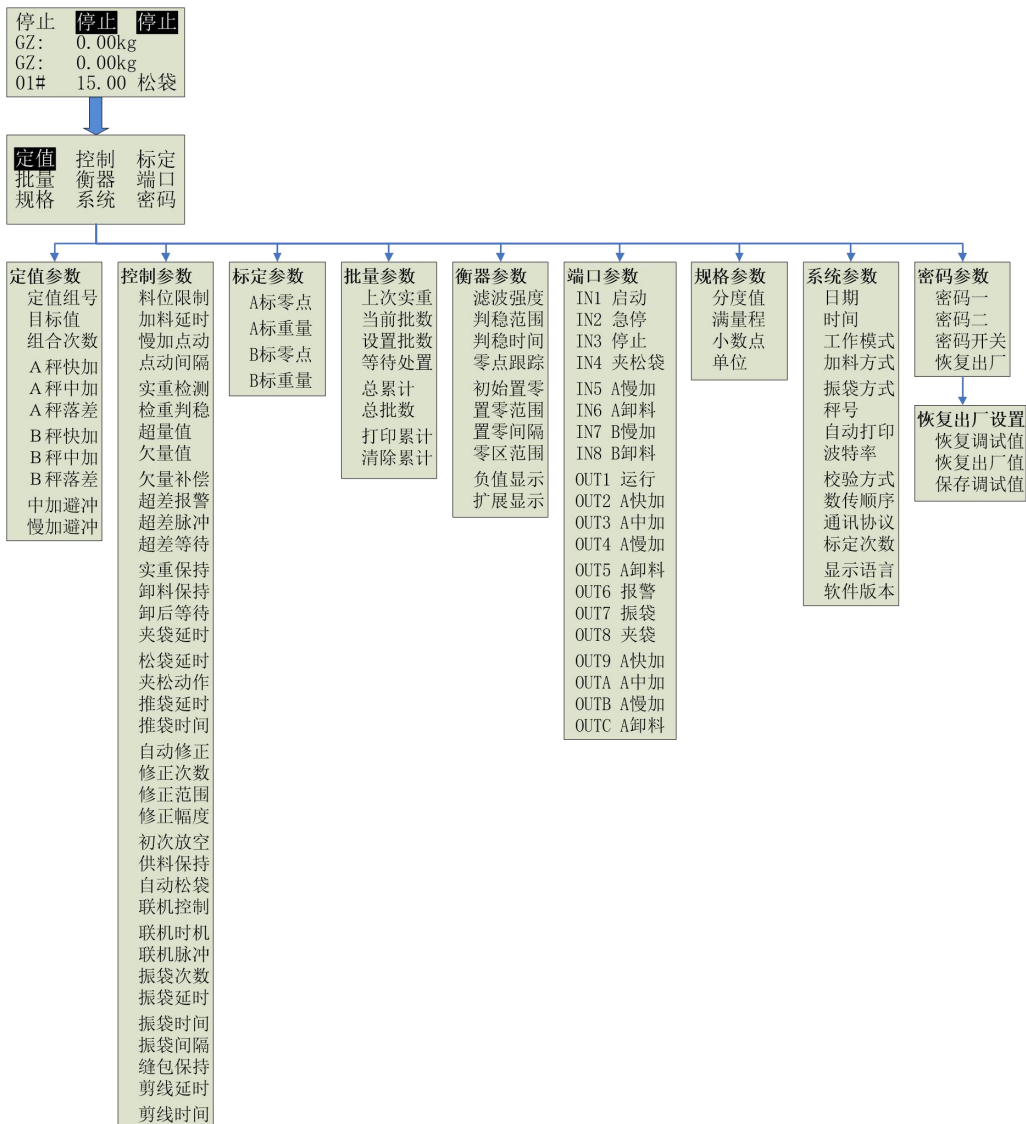 停止 停止 停止
GZ: 0.00kg
GZ: 0.00kg
01# 15.00 松袋
定值 控制 标定
批量 衡器 端口
规格 系统 密码
定值参数
定值组号
目标值
组合次数
A秤快加
A秤中加
A秤落差
B秤快加
B秤中加
B秤落差
中加避冲
慢加避冲
控制参数
料位限制
加料延时
慢加点动
点动间隔
实重检测
检重判稳
超量值
欠量值
欠量补偿
超差报警
超差脉冲
超差等待
实重保持
卸料保持
卸后等待
夹袋延时
松袋延时
夹松动作
推袋延时
推袋时间
自动修正
修正次数
修正范围
修正幅度
初次放空
供料保持
自动松袋
联机控制
联机时机
联机脉冲
振袋次数
振袋延时
振袋时间
振袋间隔
缝包保持
剪线延时
剪线时间
标定参数
A标零点
A标重量
B标零点
B标重量
批量参数
上次实重
当前批数
设置批数
等待处置
总累计
总批数
打印累计
清除累计
衡器参数
滤波强度
判稳范围
判稳时间
零点跟踪
初始置零
置零范围
置零间隔
零区范围
负值显示
扩展显示
端口参数
IN1 启动
IN2 急停
IN3 停止
IN4 夹松袋
IN5 A慢加
IN6 A卸料
IN7 B慢加
IN8 B卸料
OUT1 运行
OUT2 A快加
OUT3 A中加
OUT4 A慢加
OUT5 A卸料
OUT6 报警
OUT7 振袋
OUT8 夹袋
OUT9 A快加
OUTA A中加
OUTB A慢加
OUTC A卸料
规格参数
分度值
满量程
小数点
单位
系统参数
日期
时间
工作模式
加料方式
振袋方式
秤号
自动打印
波特率
校验方式
数传顺序
通讯协议
标定次数
显示语言
软件版本
密码参数
密码一
密码二
密码开关
恢复出厂
恢复出厂设置
恢复调试值
恢复出厂值
保存调试值